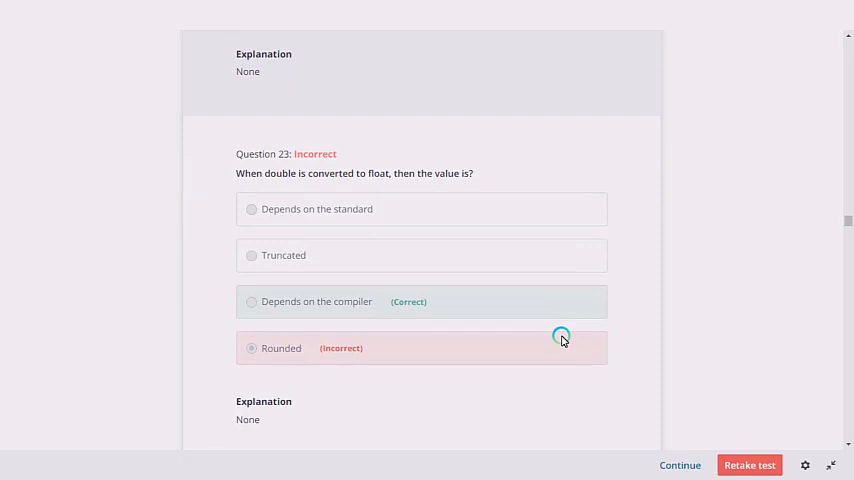 Explanation
None
Question 23: Incorrect
When double is converted to float, then the value is?
Depends on the standard
Truncated
Depends on the compiler (Correct)
Rounded (Incorrect)
Explanation
None
Continue Retake test